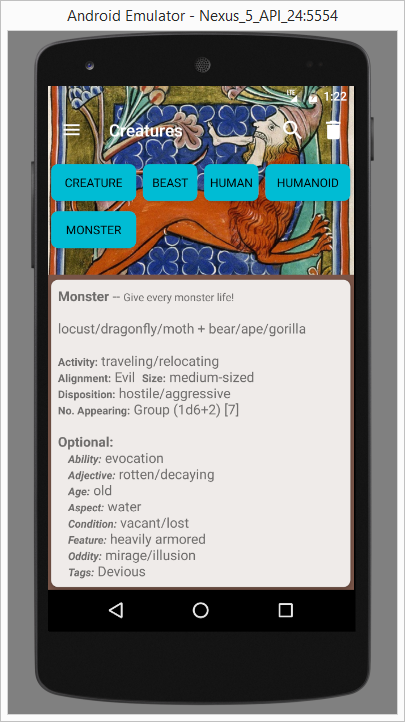 Android Emulator - Nexus_5_API_24:5554
LTE 1:22
Creatures
CREATURE BEAST HUMAN HUMANOID
MONSTER
Monster -- Give every monster life!
locust/dragonfly/moth + bear/ape/gorilla
Activity: traveling/relocating
Alignment: Evil Size: medium-sized
Disposition: hostile/aggressive
No. Appearing: Group (1d6+2) [7]
Optional:
Ability: evocation
Adjective: rotten/decaying
Age: old
Aspect: water
Condition: vacant/lost
Feature: heavily armored
Oddity: mirage/illusion
Tags: Devious